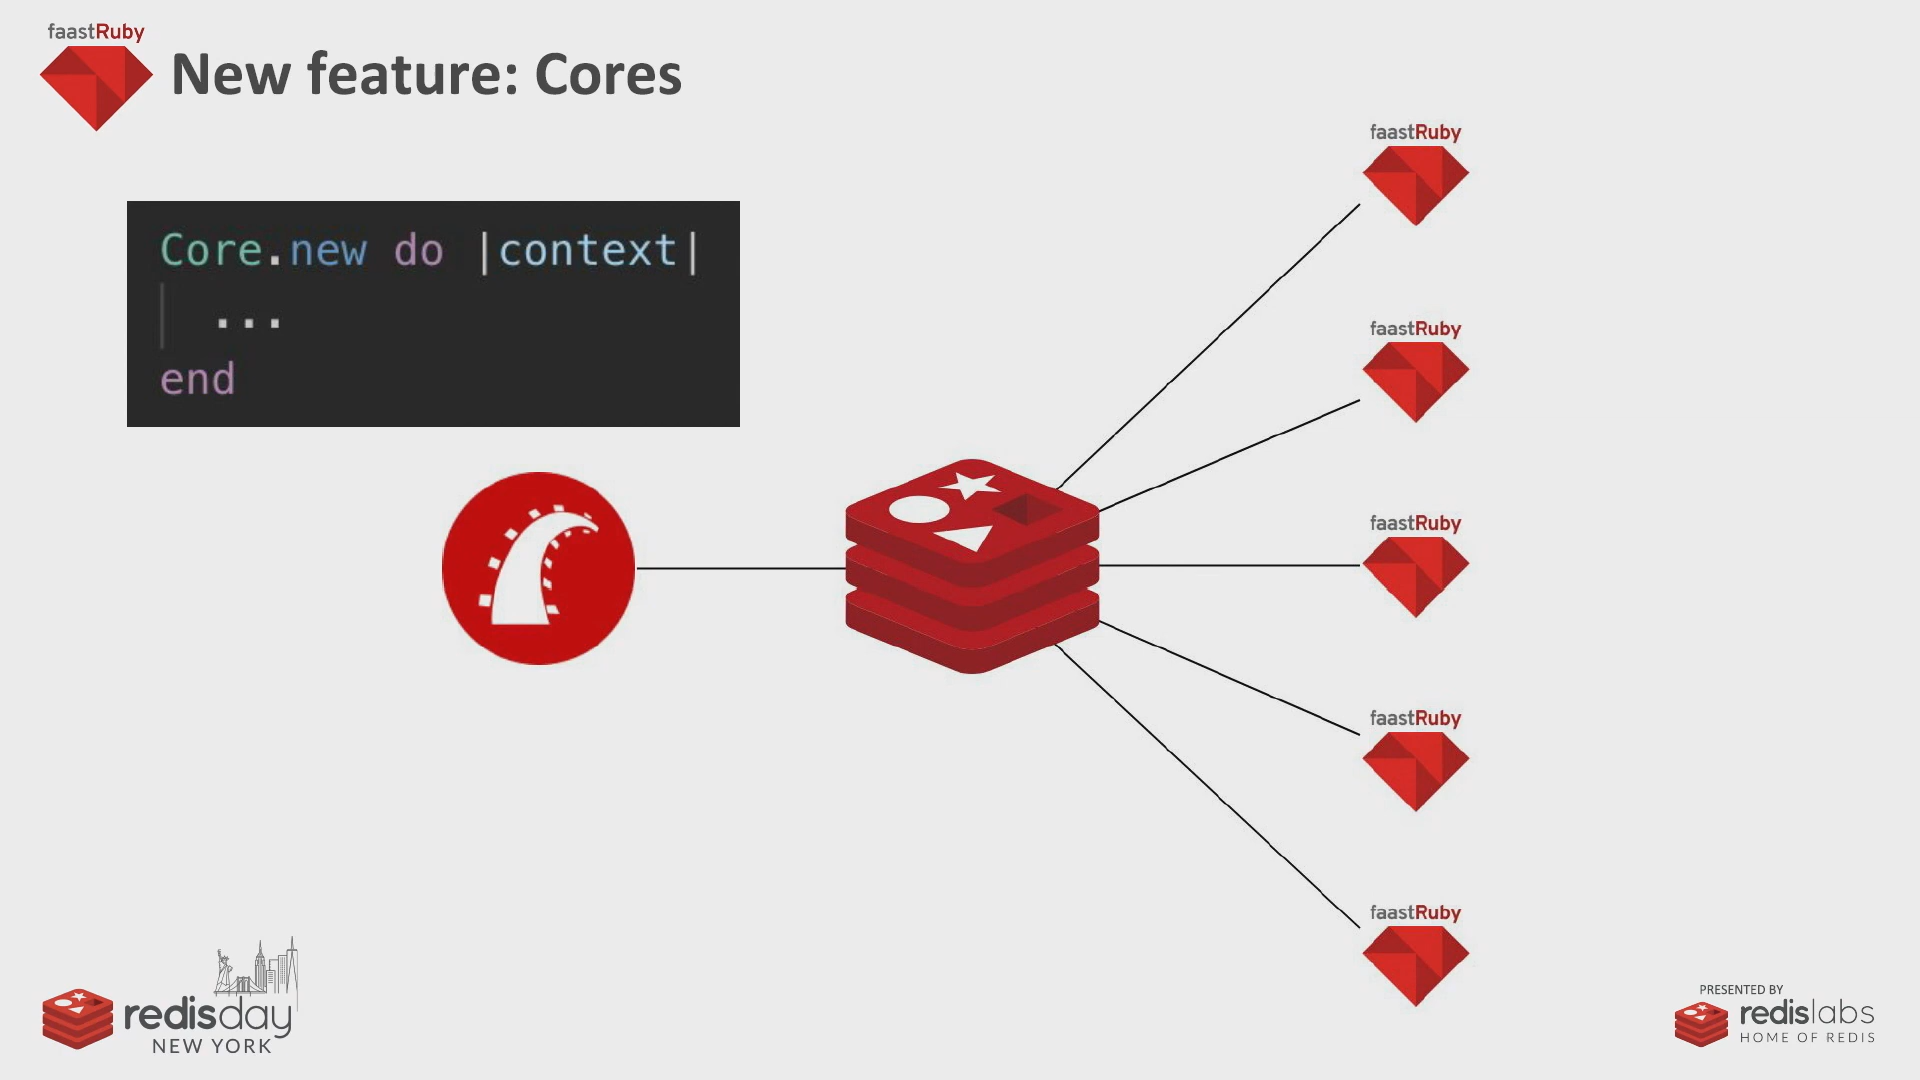 faastRuby
New feature: Cores
Core.new do |context|
...
end
faastRuby
faastRuby
faastRuby
faastRuby
faastRuby
redisday
NEW YORK
PRESENTED BY
redislabs
HOME OF REDIS